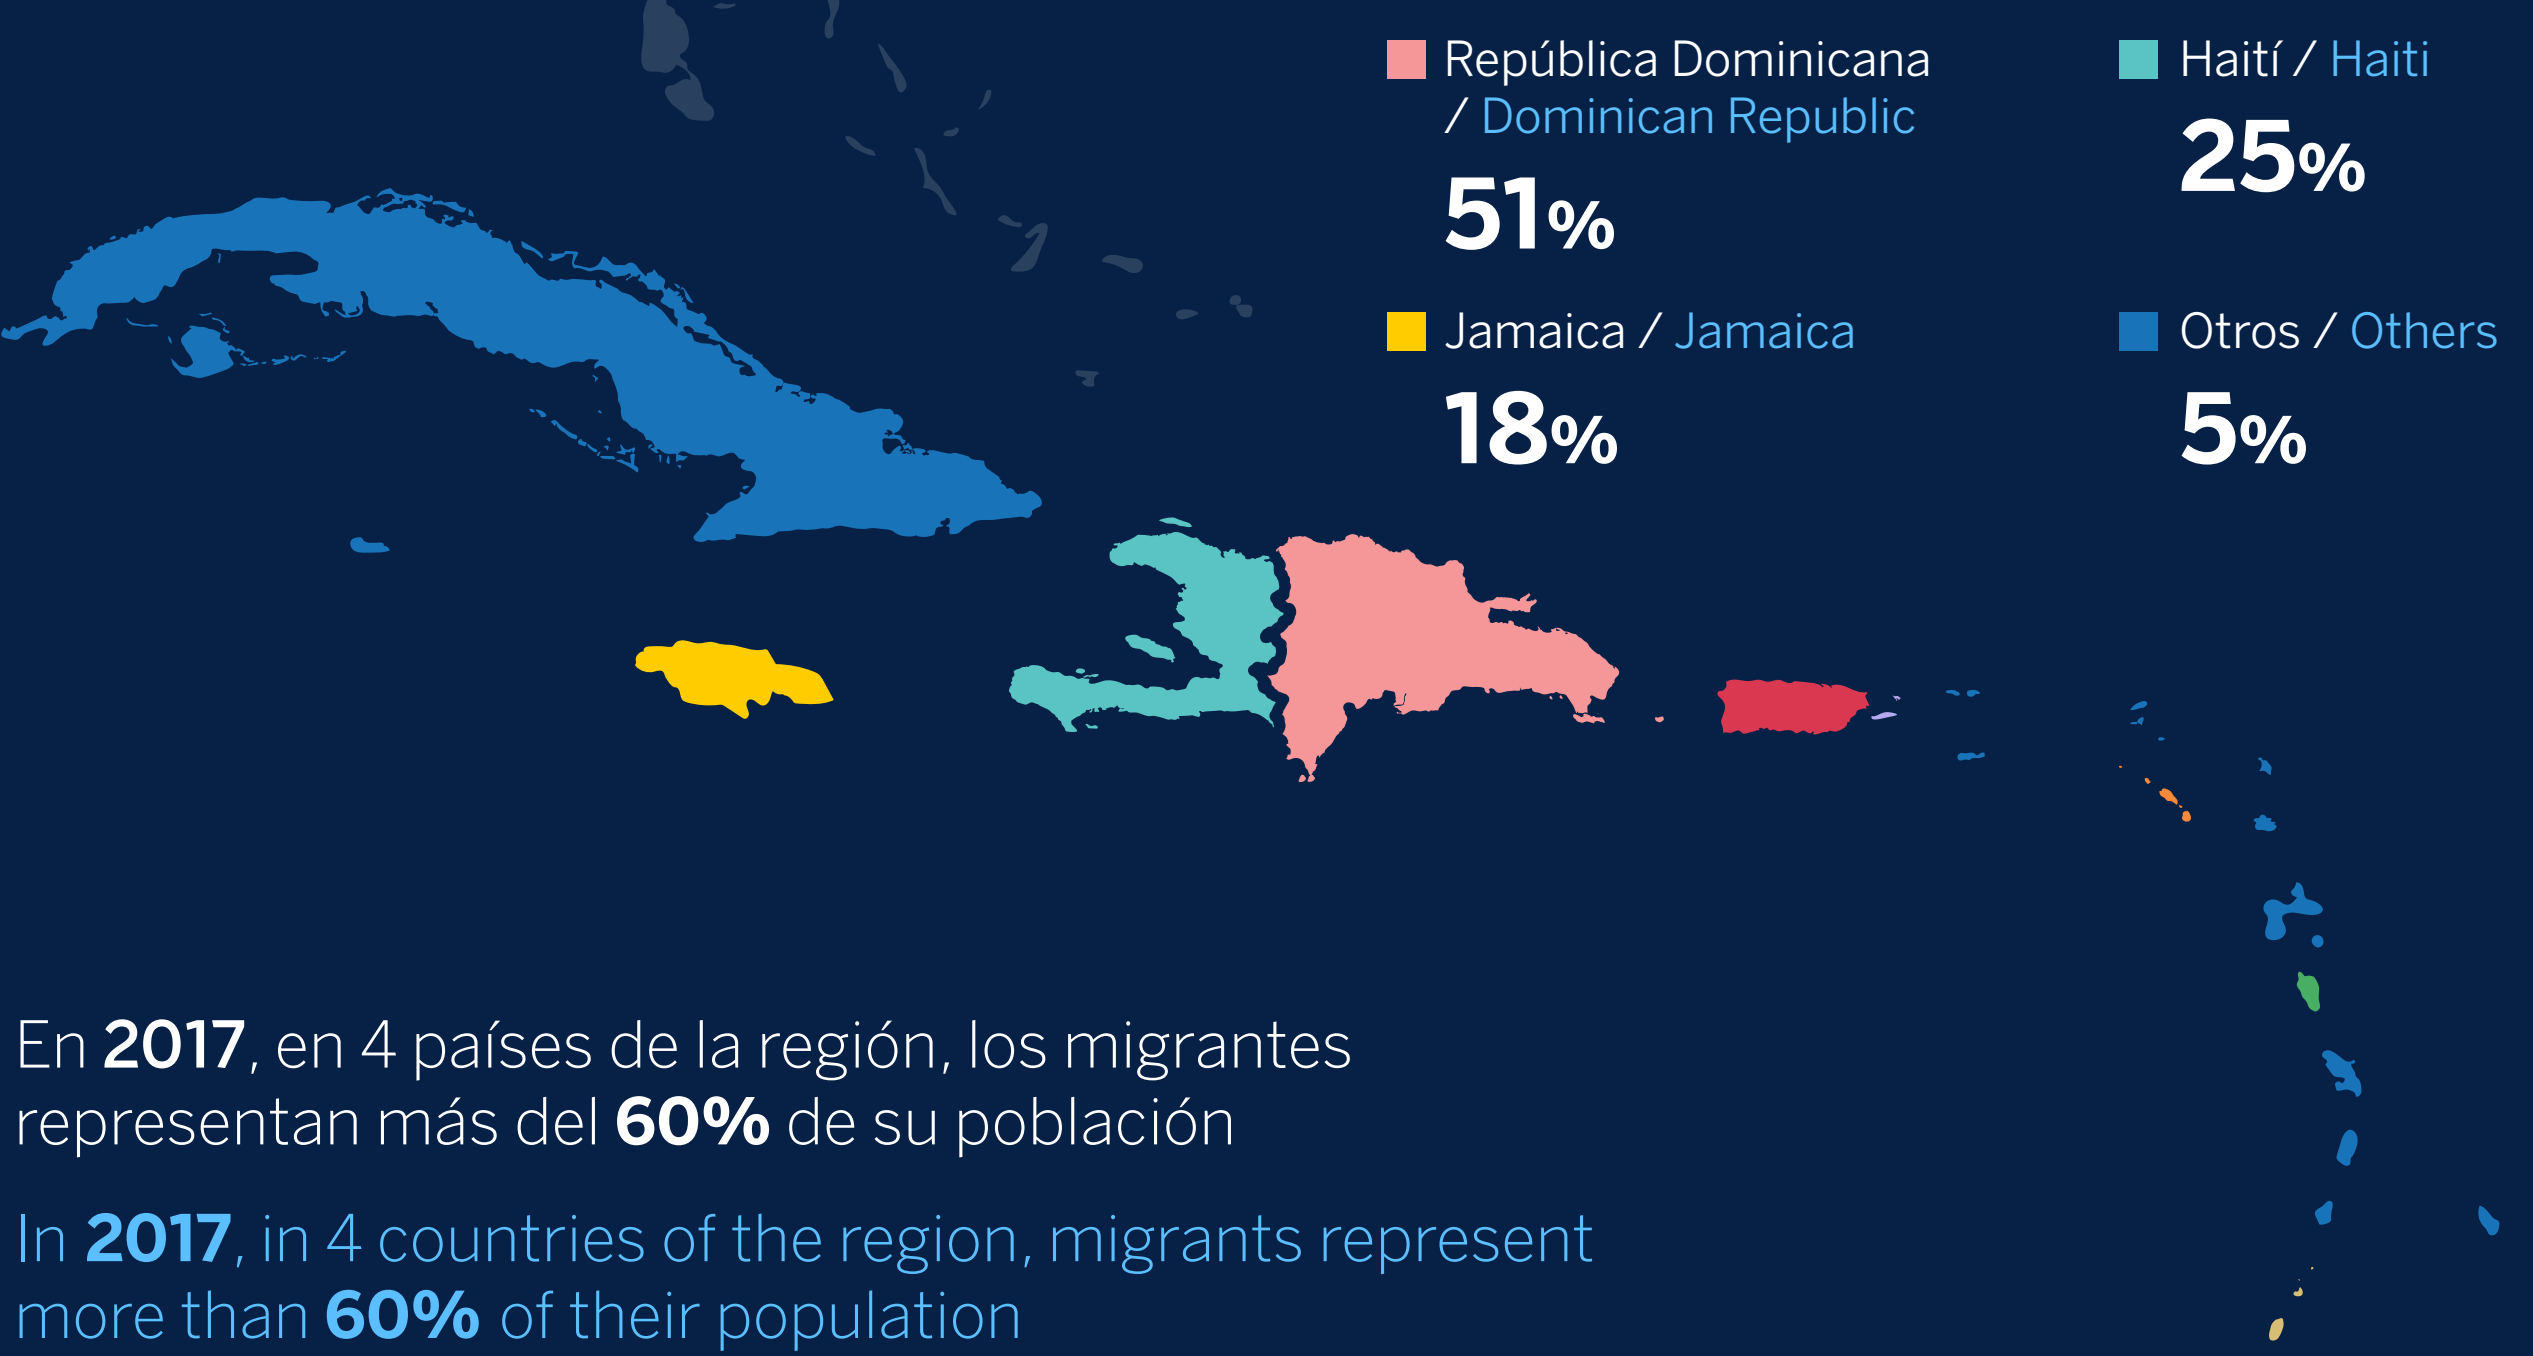 República Dominicana
/ Dominican Republic
51%
Haití / Haiti
25%
Jamaica / Jamaica
18%
Otros / Others
5%
En 2017, en 4 países de la región, los migrantes
representan más del 60% de su población
In 2017, in 4 countries of the region, migrants represent
more than 60% of their population